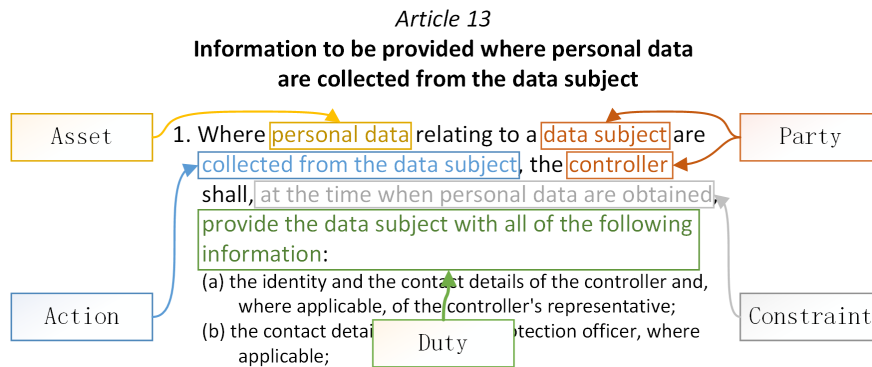 Article 13
Information to be provided where personal data
are collected from the data subject
Asset
Party
1. Where personal data relating to a data subject are
collected from the data subject, the controller
shall, at the time when personal data are obtained,
provide the data subject with all of the following
information:
(a) the identity and the contact details of the controller and,
where applicable, of the controller's representative;
Action
Constraint
(b) the contact otection officer, where
Duty
applicable;